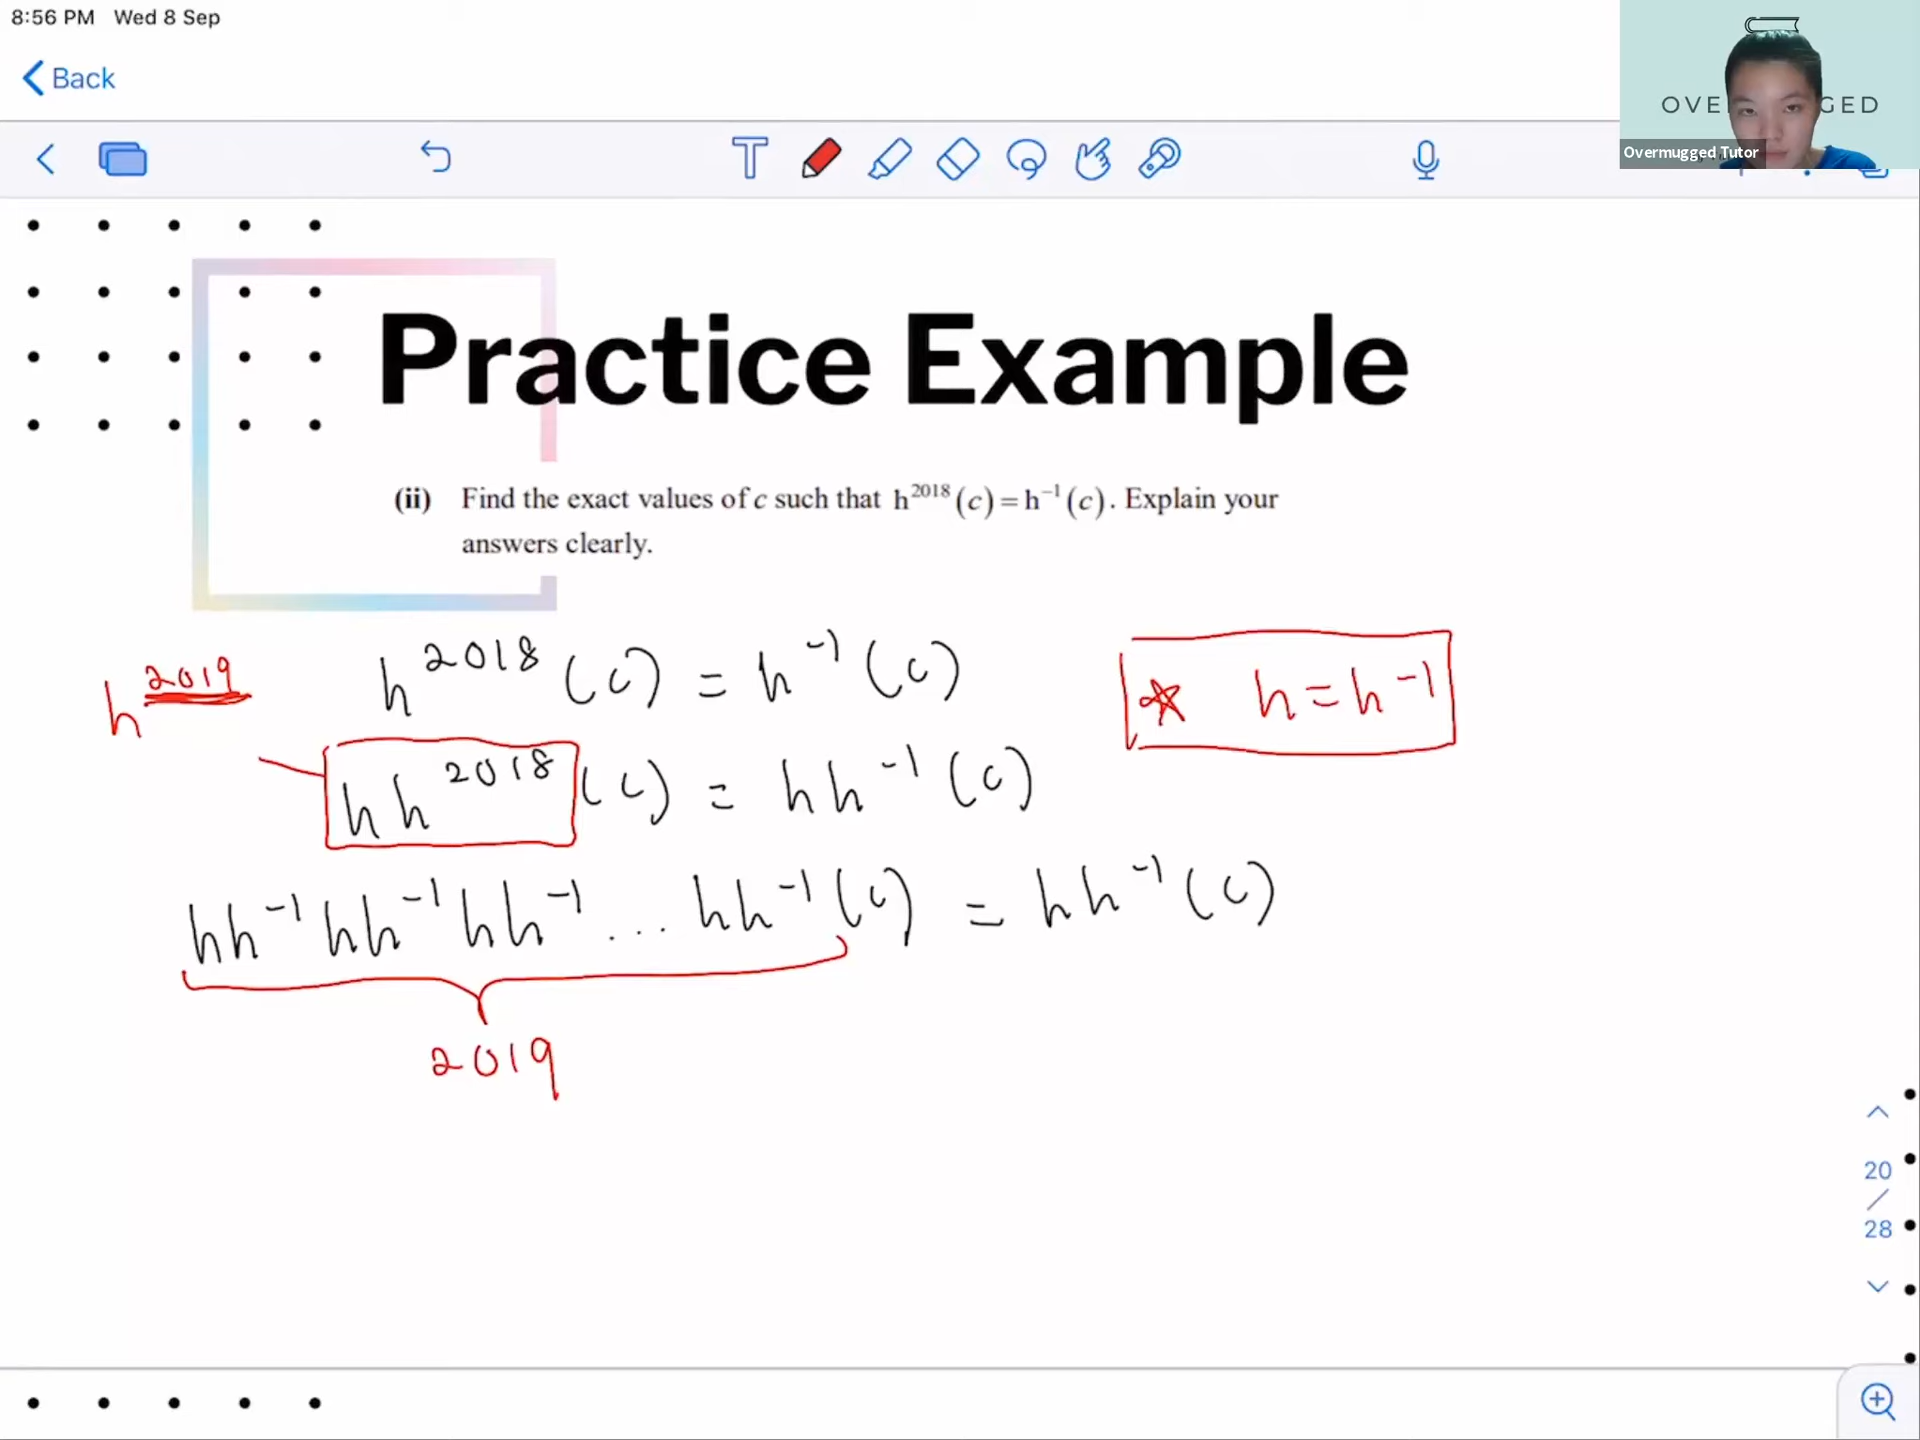 8:56 PM Wed 8 Sep
Back
OVE GED
Overmugged Tutor
Practice Example
(ii) Find the exact values of c such that h²⁰¹⁸(c)=h⁻¹(c). Explain your
answers clearly.
h²⁰¹⁹
h²⁰¹⁸(c) = h⁻¹(c)
☆ h=h⁻¹
hh²⁰¹⁸(c) = hh⁻¹(c)
hh⁻¹hh⁻¹hh⁻¹...hh⁻¹(c) = hh⁻¹(c)
2019
20
/
28